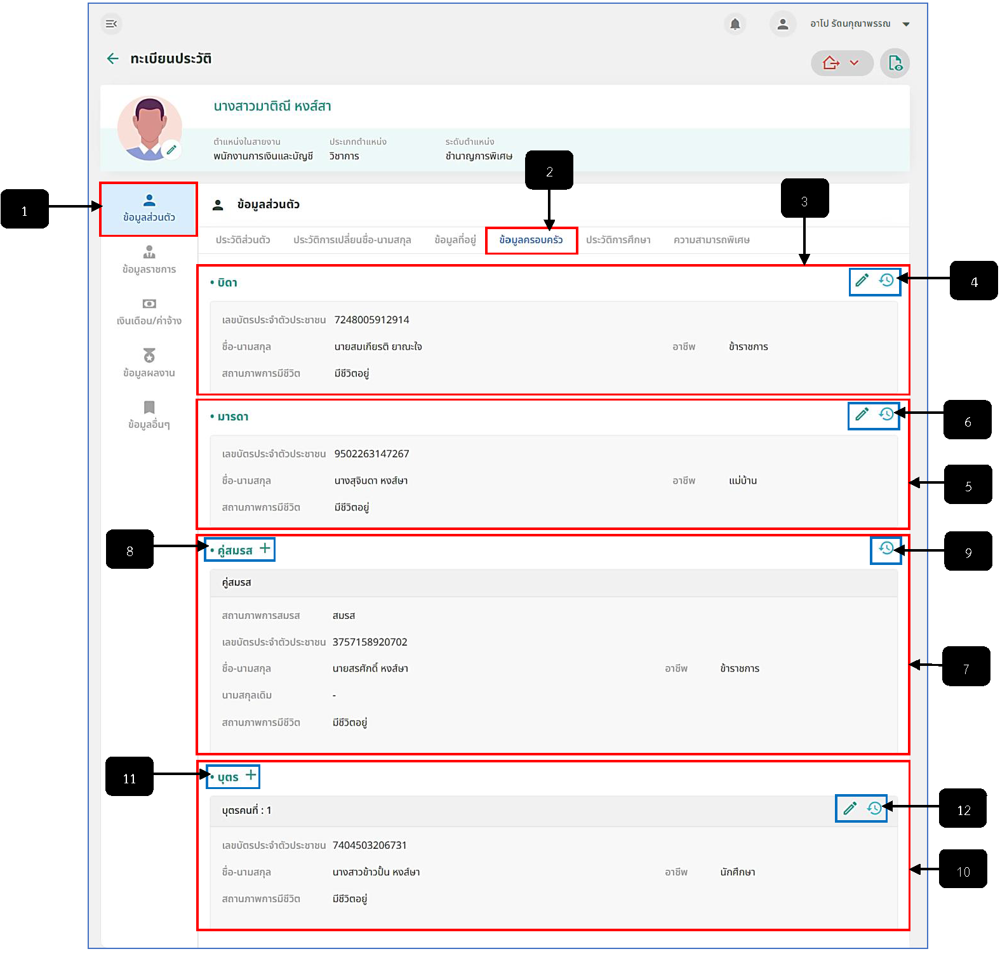 อาโป รัตนกุณาพรรณ
ทะเบียนประวัติ
นางสาวมาติณี หงส์สา
ตำแหน่งในสายงาน ประเภทตำแหน่ง ระดับตำแหน่ง
พนักงานการเงินและบัญชี วิชาการ ชำนาญการพิเศษ
2
1
3
ข้อมูลส่วนตัว
ข้อมูลราชการ
เงินเดือน/ค่าจ้าง
ข้อมูลผลงาน
ข้อมูลอื่นๆ
ข้อมูลส่วนตัว
ประวัติส่วนตัว ประวัติการเปลี่ยนชื่อ-นามสกุล ข้อมูลที่อยู่ ข้อมูลครอบครัว ประวัติการศึกษา ความสามารถพิเศษ
• บิดา
4
เลขบัตรประจำตัวประชาชน 7248005912914
ชื่อ-นามสกุล นายสมเกียรติ ยาณะใจ อาชีพ ข้าราชการ
สถานภาพการมีชีวิต มีชีวิตอยู่
• มารดา
6
เลขบัตรประจำตัวประชาชน 9502263147267
ชื่อ-นามสกุล นางสุจินดา หงส์ษา อาชีพ แม่บ้าน
5
สถานภาพการมีชีวิต มีชีวิตอยู่
8
• คู่สมรส +
9
คู่สมรส
สถานภาพการสมรส สมรส
เลขบัตรประจำตัวประชาชน 3757158920702
ชื่อ-นามสกุล นายสรศักดิ์ หงส์ษา อาชีพ ข้าราชการ
7
นามสกุลเดิม -
สถานภาพการมีชีวิต มีชีวิตอยู่
11
• บุตร +
บุตรคนที่ : 1
12
เลขบัตรประจำตัวประชาชน 7404503206731
ชื่อ-นามสกุล นางสาวข้าวปั้น หงส์ษา อาชีพ นักศึกษา
10
สถานภาพการมีชีวิต มีชีวิตอยู่